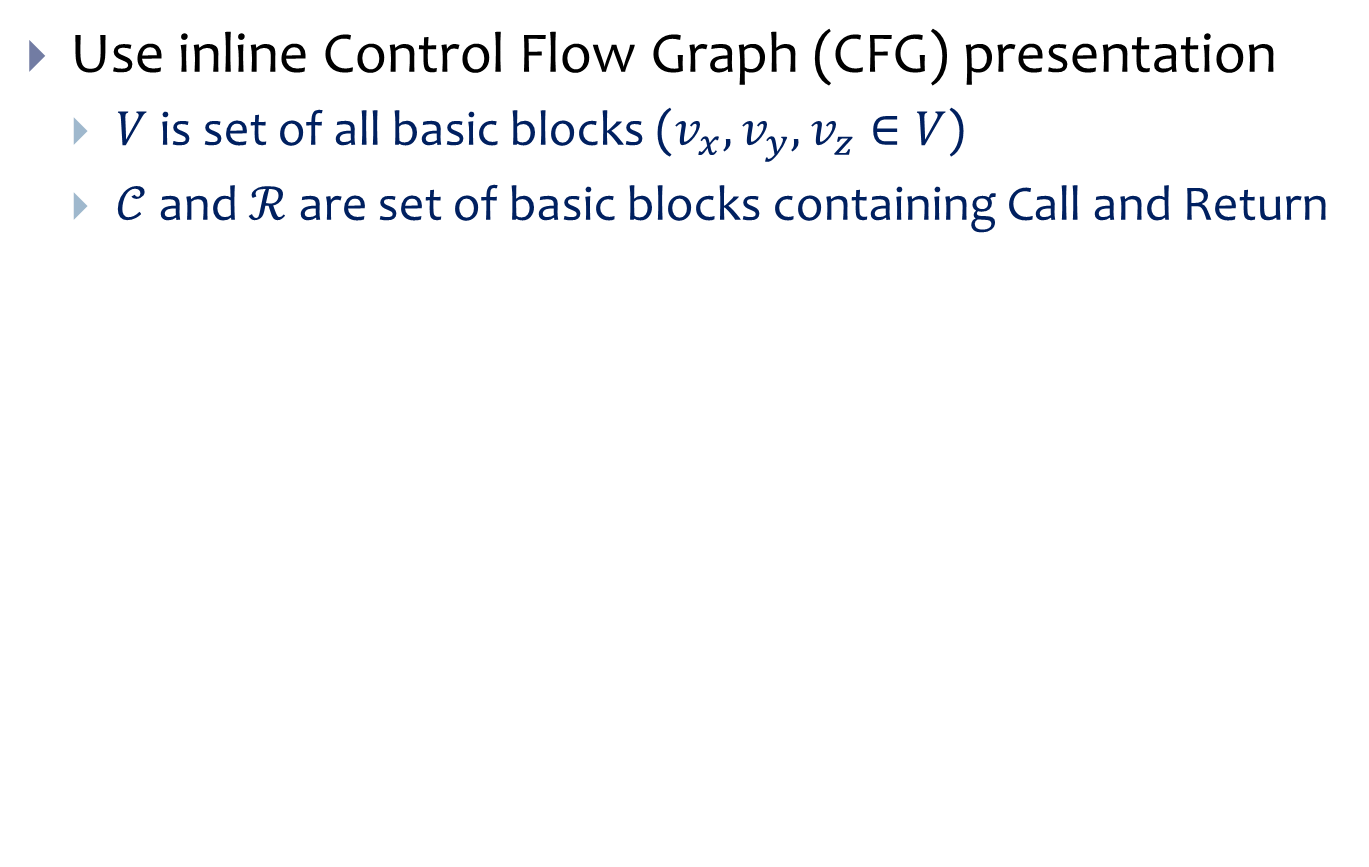 Use inline Control Flow Graph (CFG) presentation
𝑉 is set of all basic blocks (𝑣ₓ, 𝑣_y, 𝑣_z ∈ 𝑉)
𝒞 and ℛ are set of basic blocks containing Call and Return